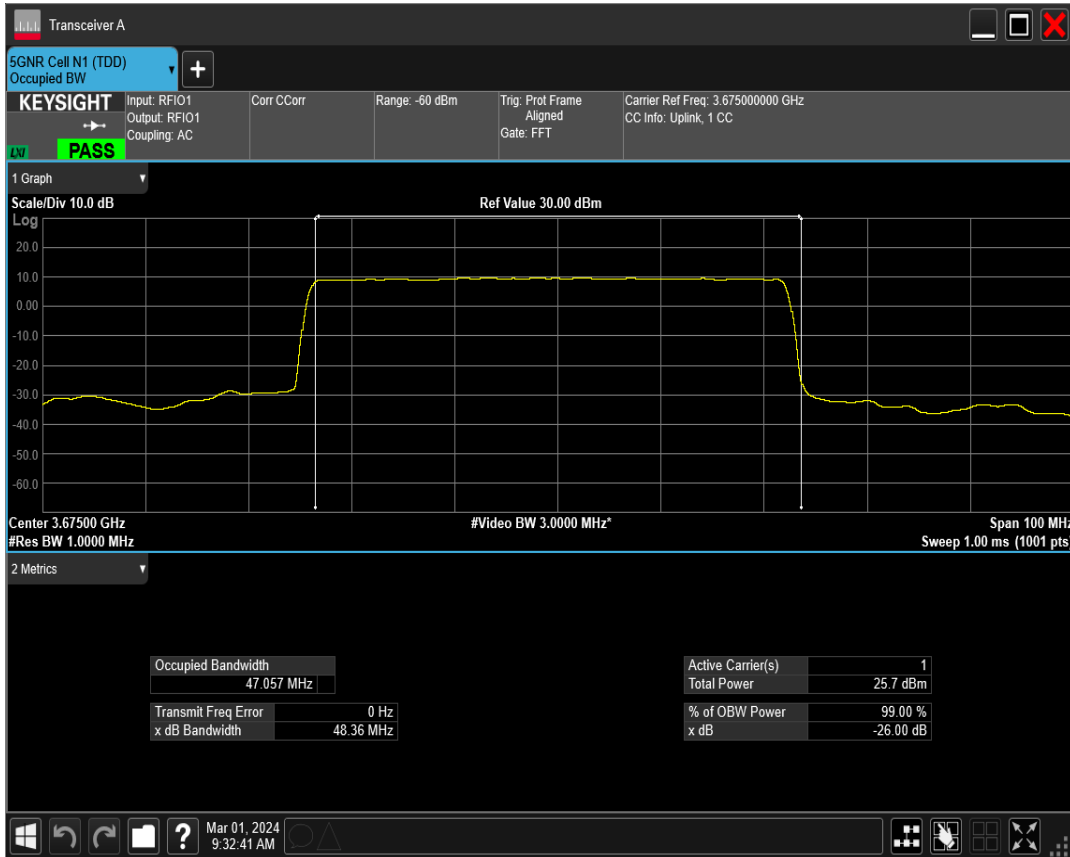 Transceiver A
5GNR Cell N1 (TDD)
Occupied BW
+
KEYSIGHT
LXI
PASS
Input: RFIO1
Output: RFIO1
Coupling: AC
Corr CCorr
Range: -60 dBm
Trig: Prot Frame
Aligned
Gate: FFT
Carrier Ref Freq: 3.675000000 GHz
CC Info: Uplink, 1 CC
1 Graph
Scale/Div 10.0 dB
Ref Value 30.00 dBm
Log
20.0
10.0
0.00
-10.0
-20.0
-30.0
-40.0
-50.0
-60.0
Center 3.67500 GHz
#Video BW 3.0000 MHz*
Span 100 MHz
#Res BW 1.0000 MHz
Sweep 1.00 ms (1001 pts)
2 Metrics
Occupied Bandwidth
47.057 MHz
Transmit Freq Error 0 Hz
x dB Bandwidth 48.36 MHz
Active Carrier(s) 1
Total Power 25.7 dBm
% of OBW Power 99.00 %
x dB -26.00 dB
?
Mar 01, 2024
9:32:41 AM